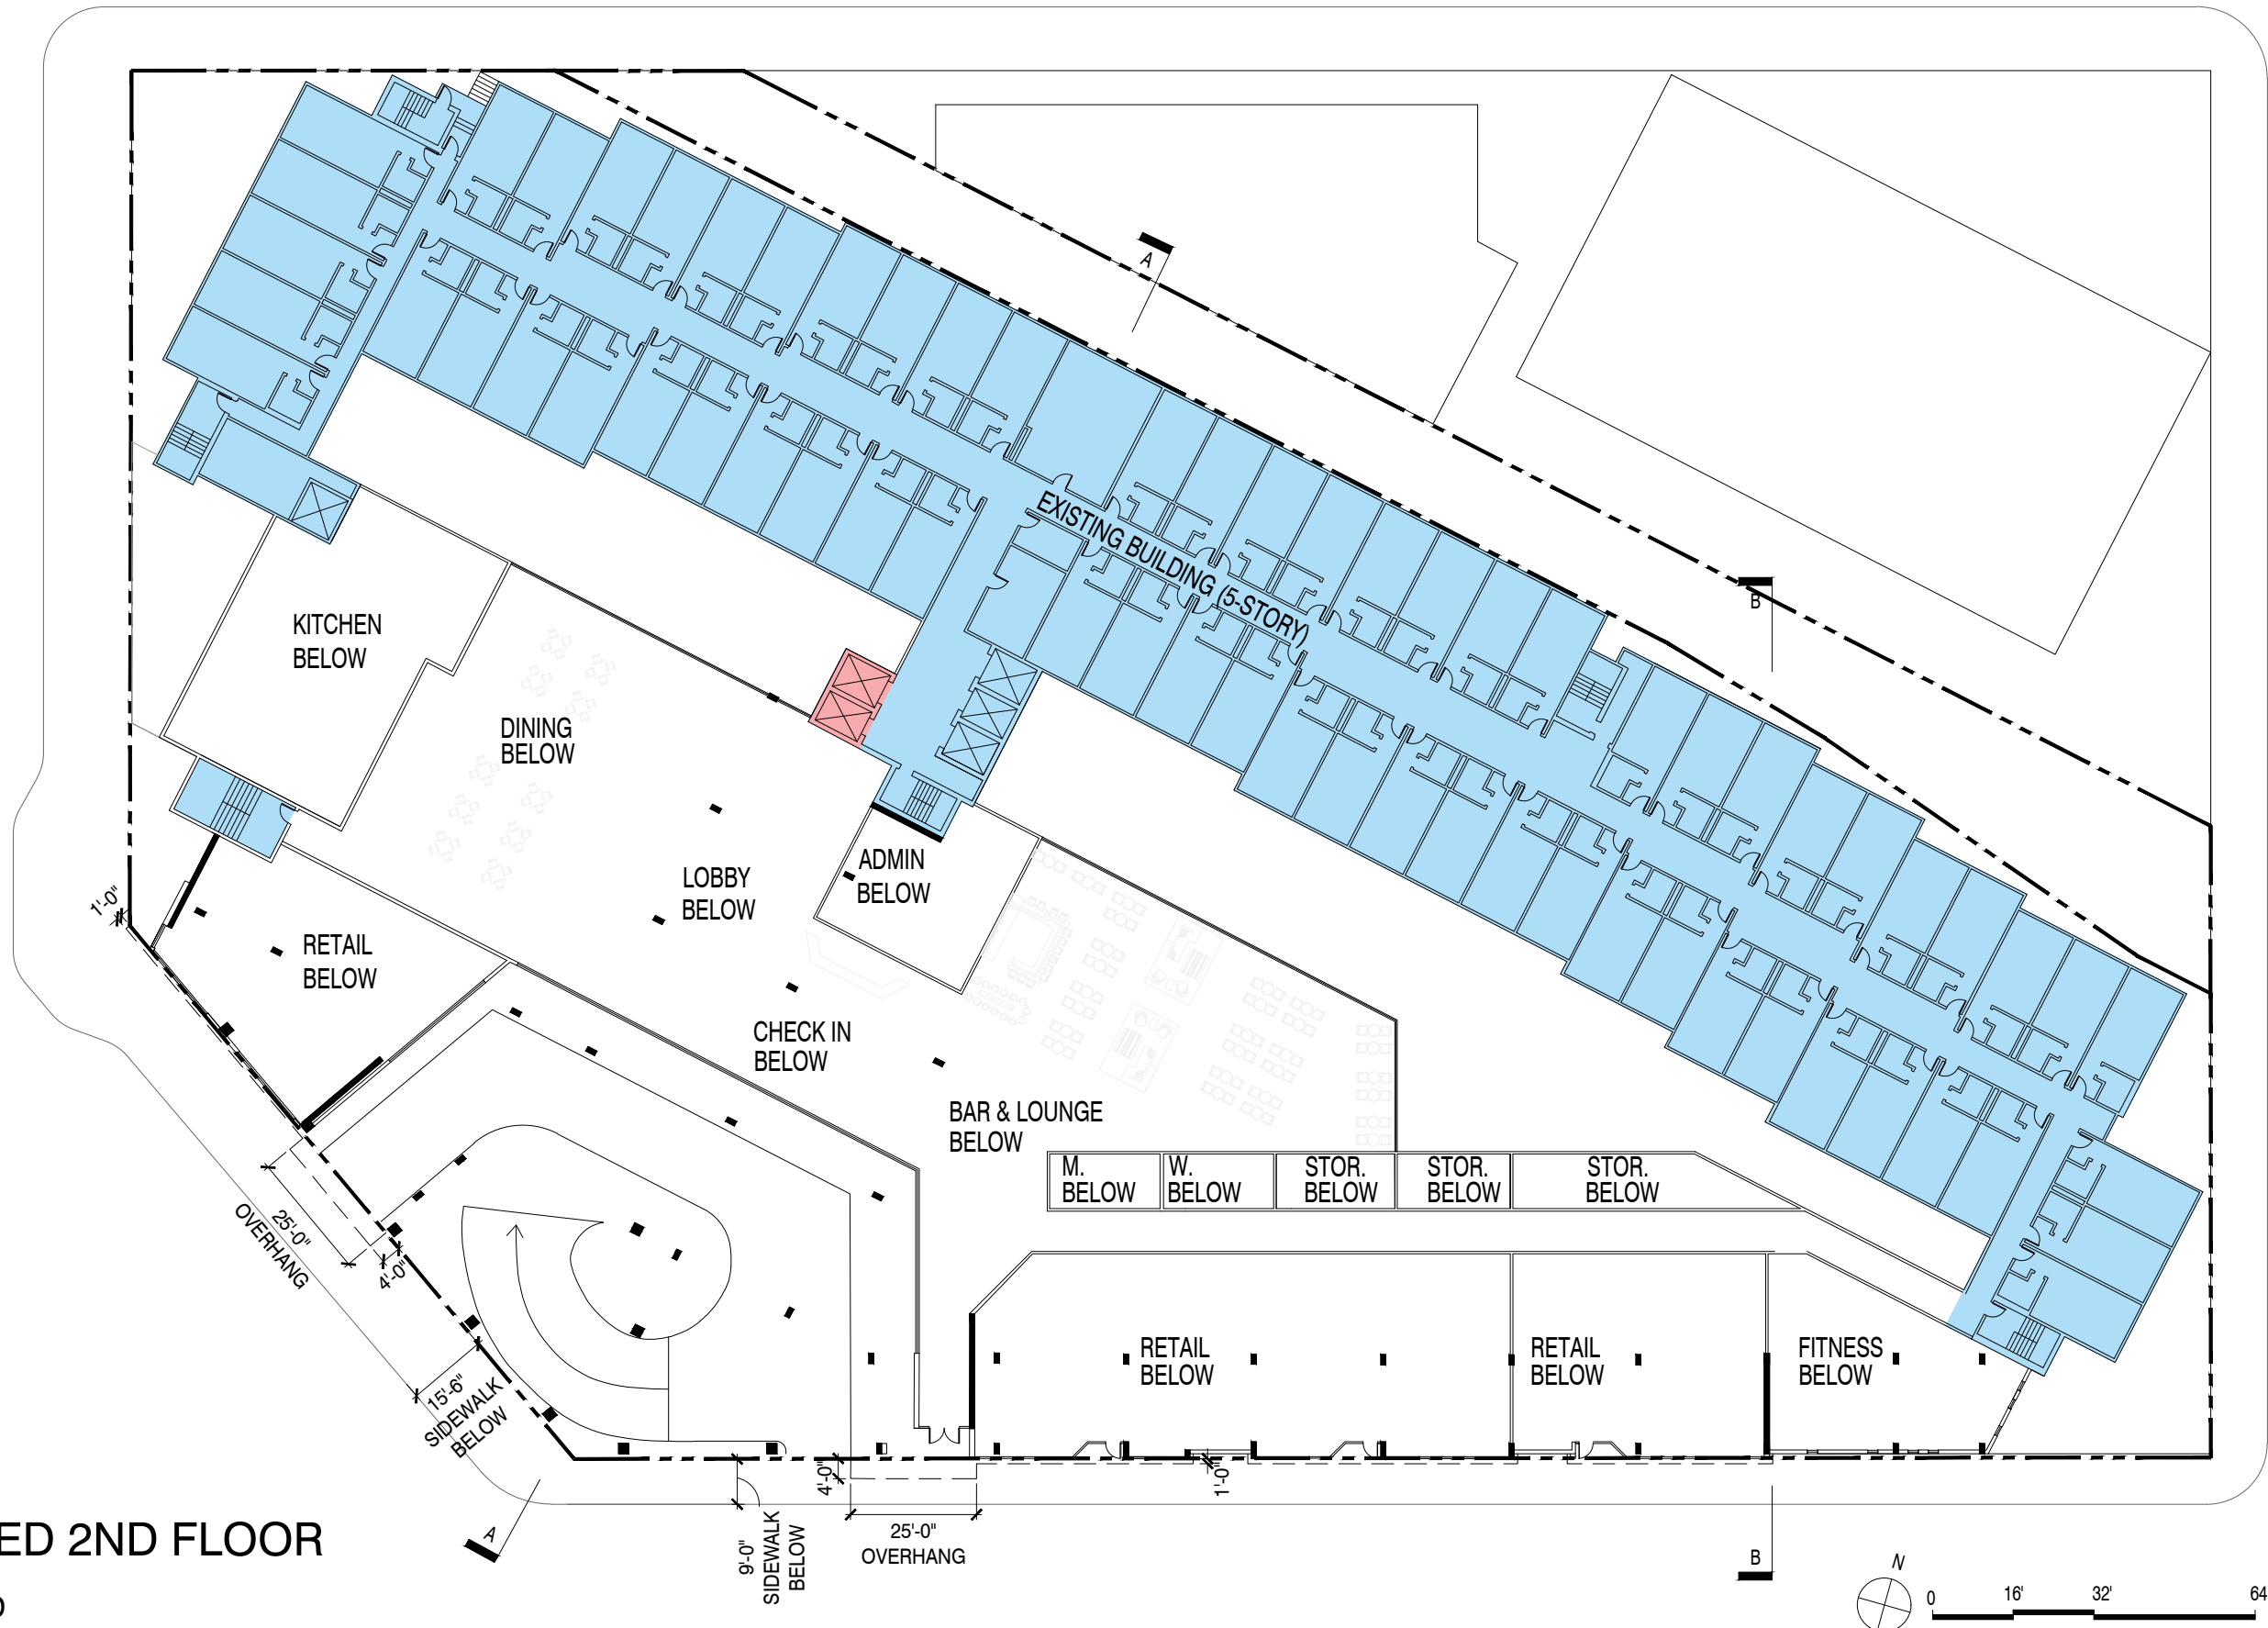 A
EXISTING BUILDING (5-STORY)
B
KITCHEN
BELOW
DINING
BELOW
LOBBY
BELOW
ADMIN
BELOW
1'-0"
RETAIL
BELOW
CHECK IN
BELOW
BAR & LOUNGE
BELOW
M.
BELOW
W.
BELOW
STOR.
BELOW
STOR.
BELOW
STOR.
BELOW
25'-0"
OVERHANG
4'-0"
RETAIL
BELOW
RETAIL
BELOW
FITNESS
BELOW
15'-6"
SIDEWALK
BELOW
4'-0"
1'-0"
9'-0"
SIDEWALK
BELOW
25'-0"
OVERHANG
A
B
ED 2ND FLOOR
N
0 16' 32' 64